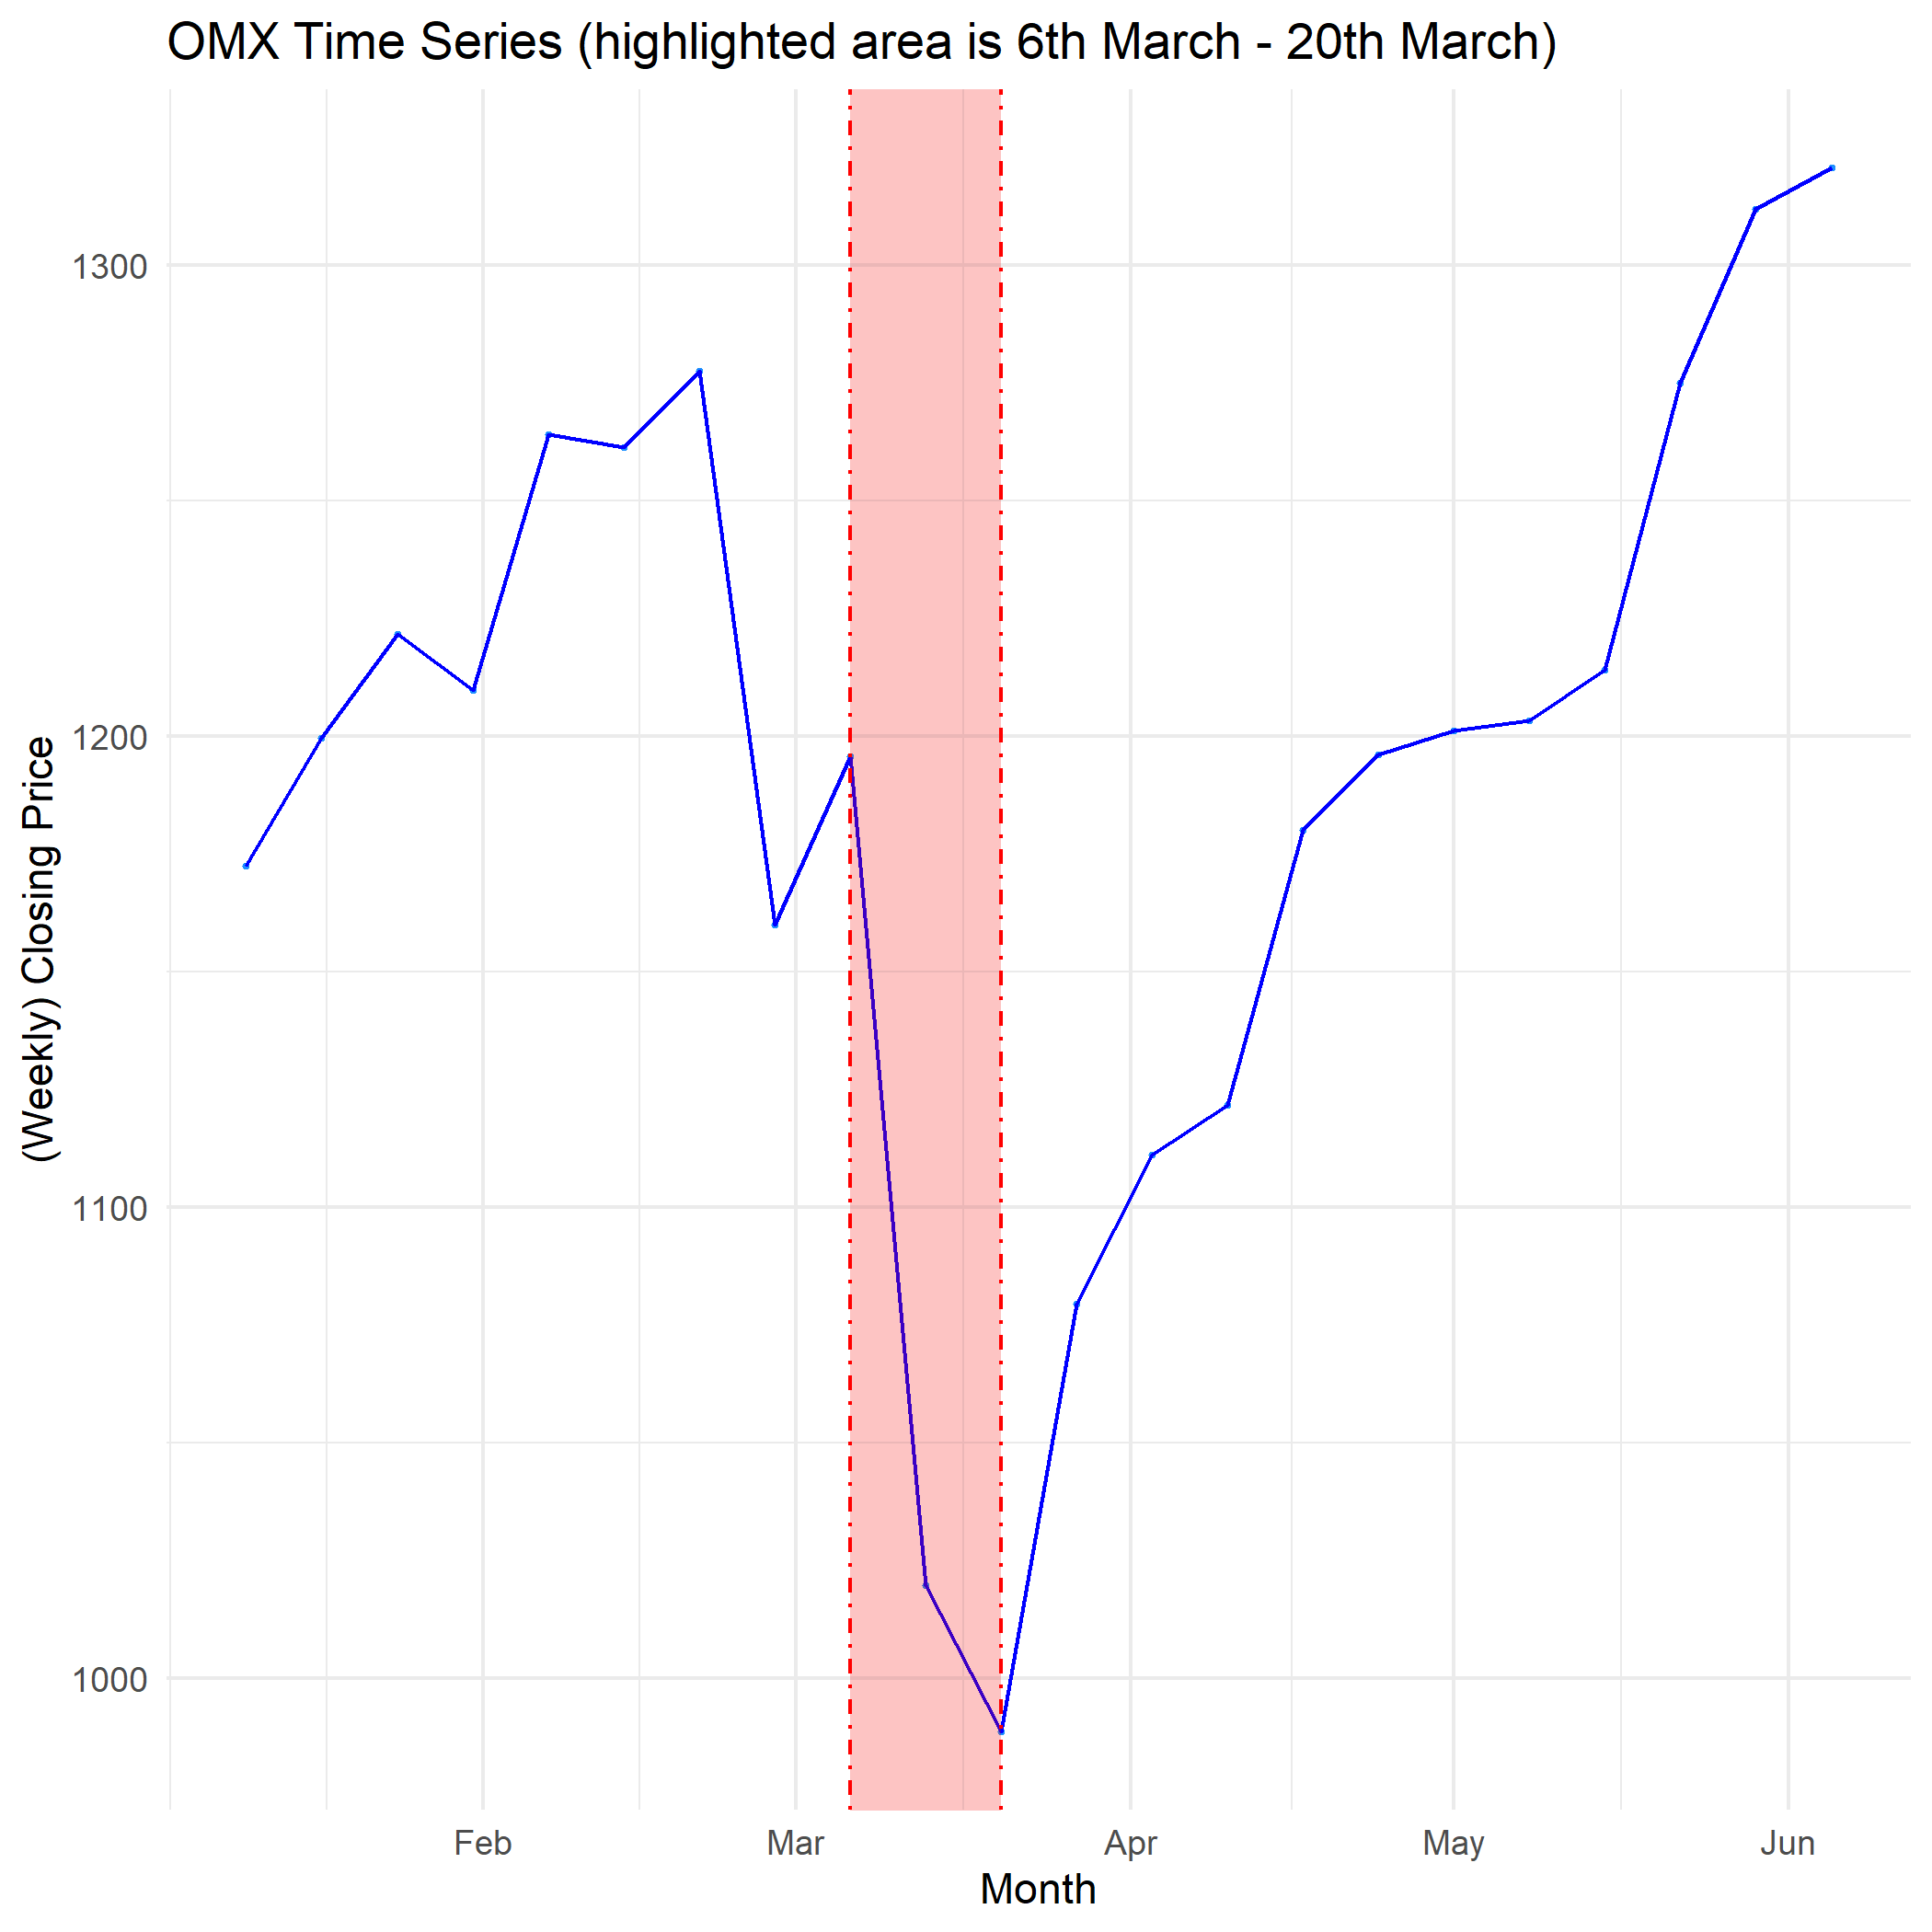 OMX Time Series (highlighted area is 6th March - 20th March)
(Weekly) Closing Price
1300
1200
1100
1000
Feb Mar Apr May Jun
Month